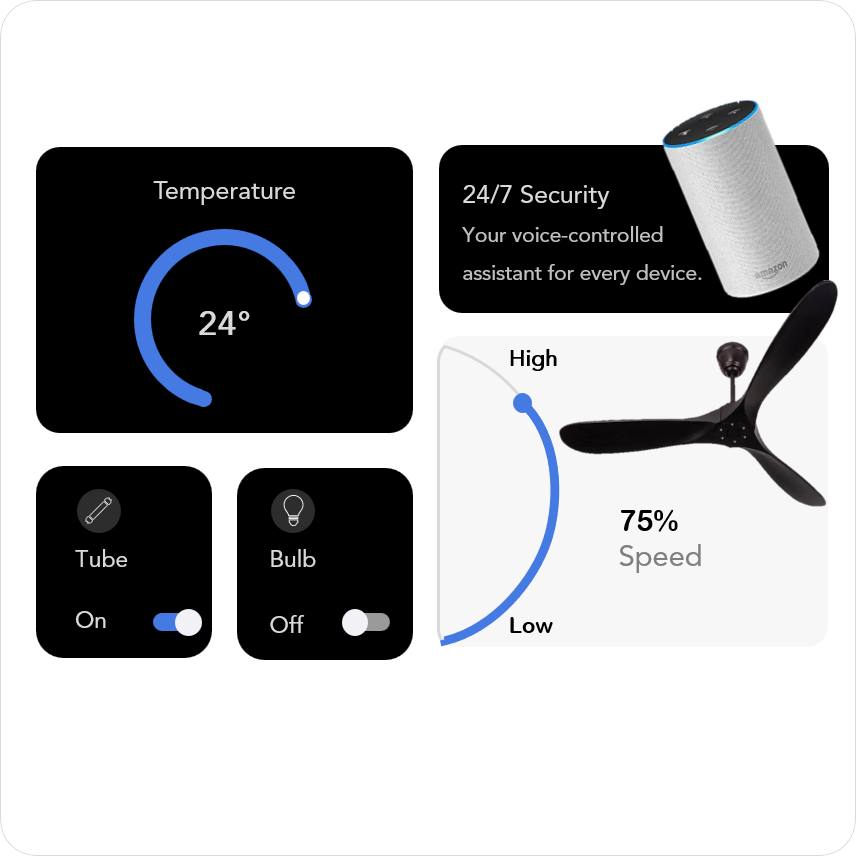 Temperature
24°
24/7 Security
Your voice-controlled
assistant for every device.
amazon
High
75%
Speed
Low
Tube
On
Bulb
Off